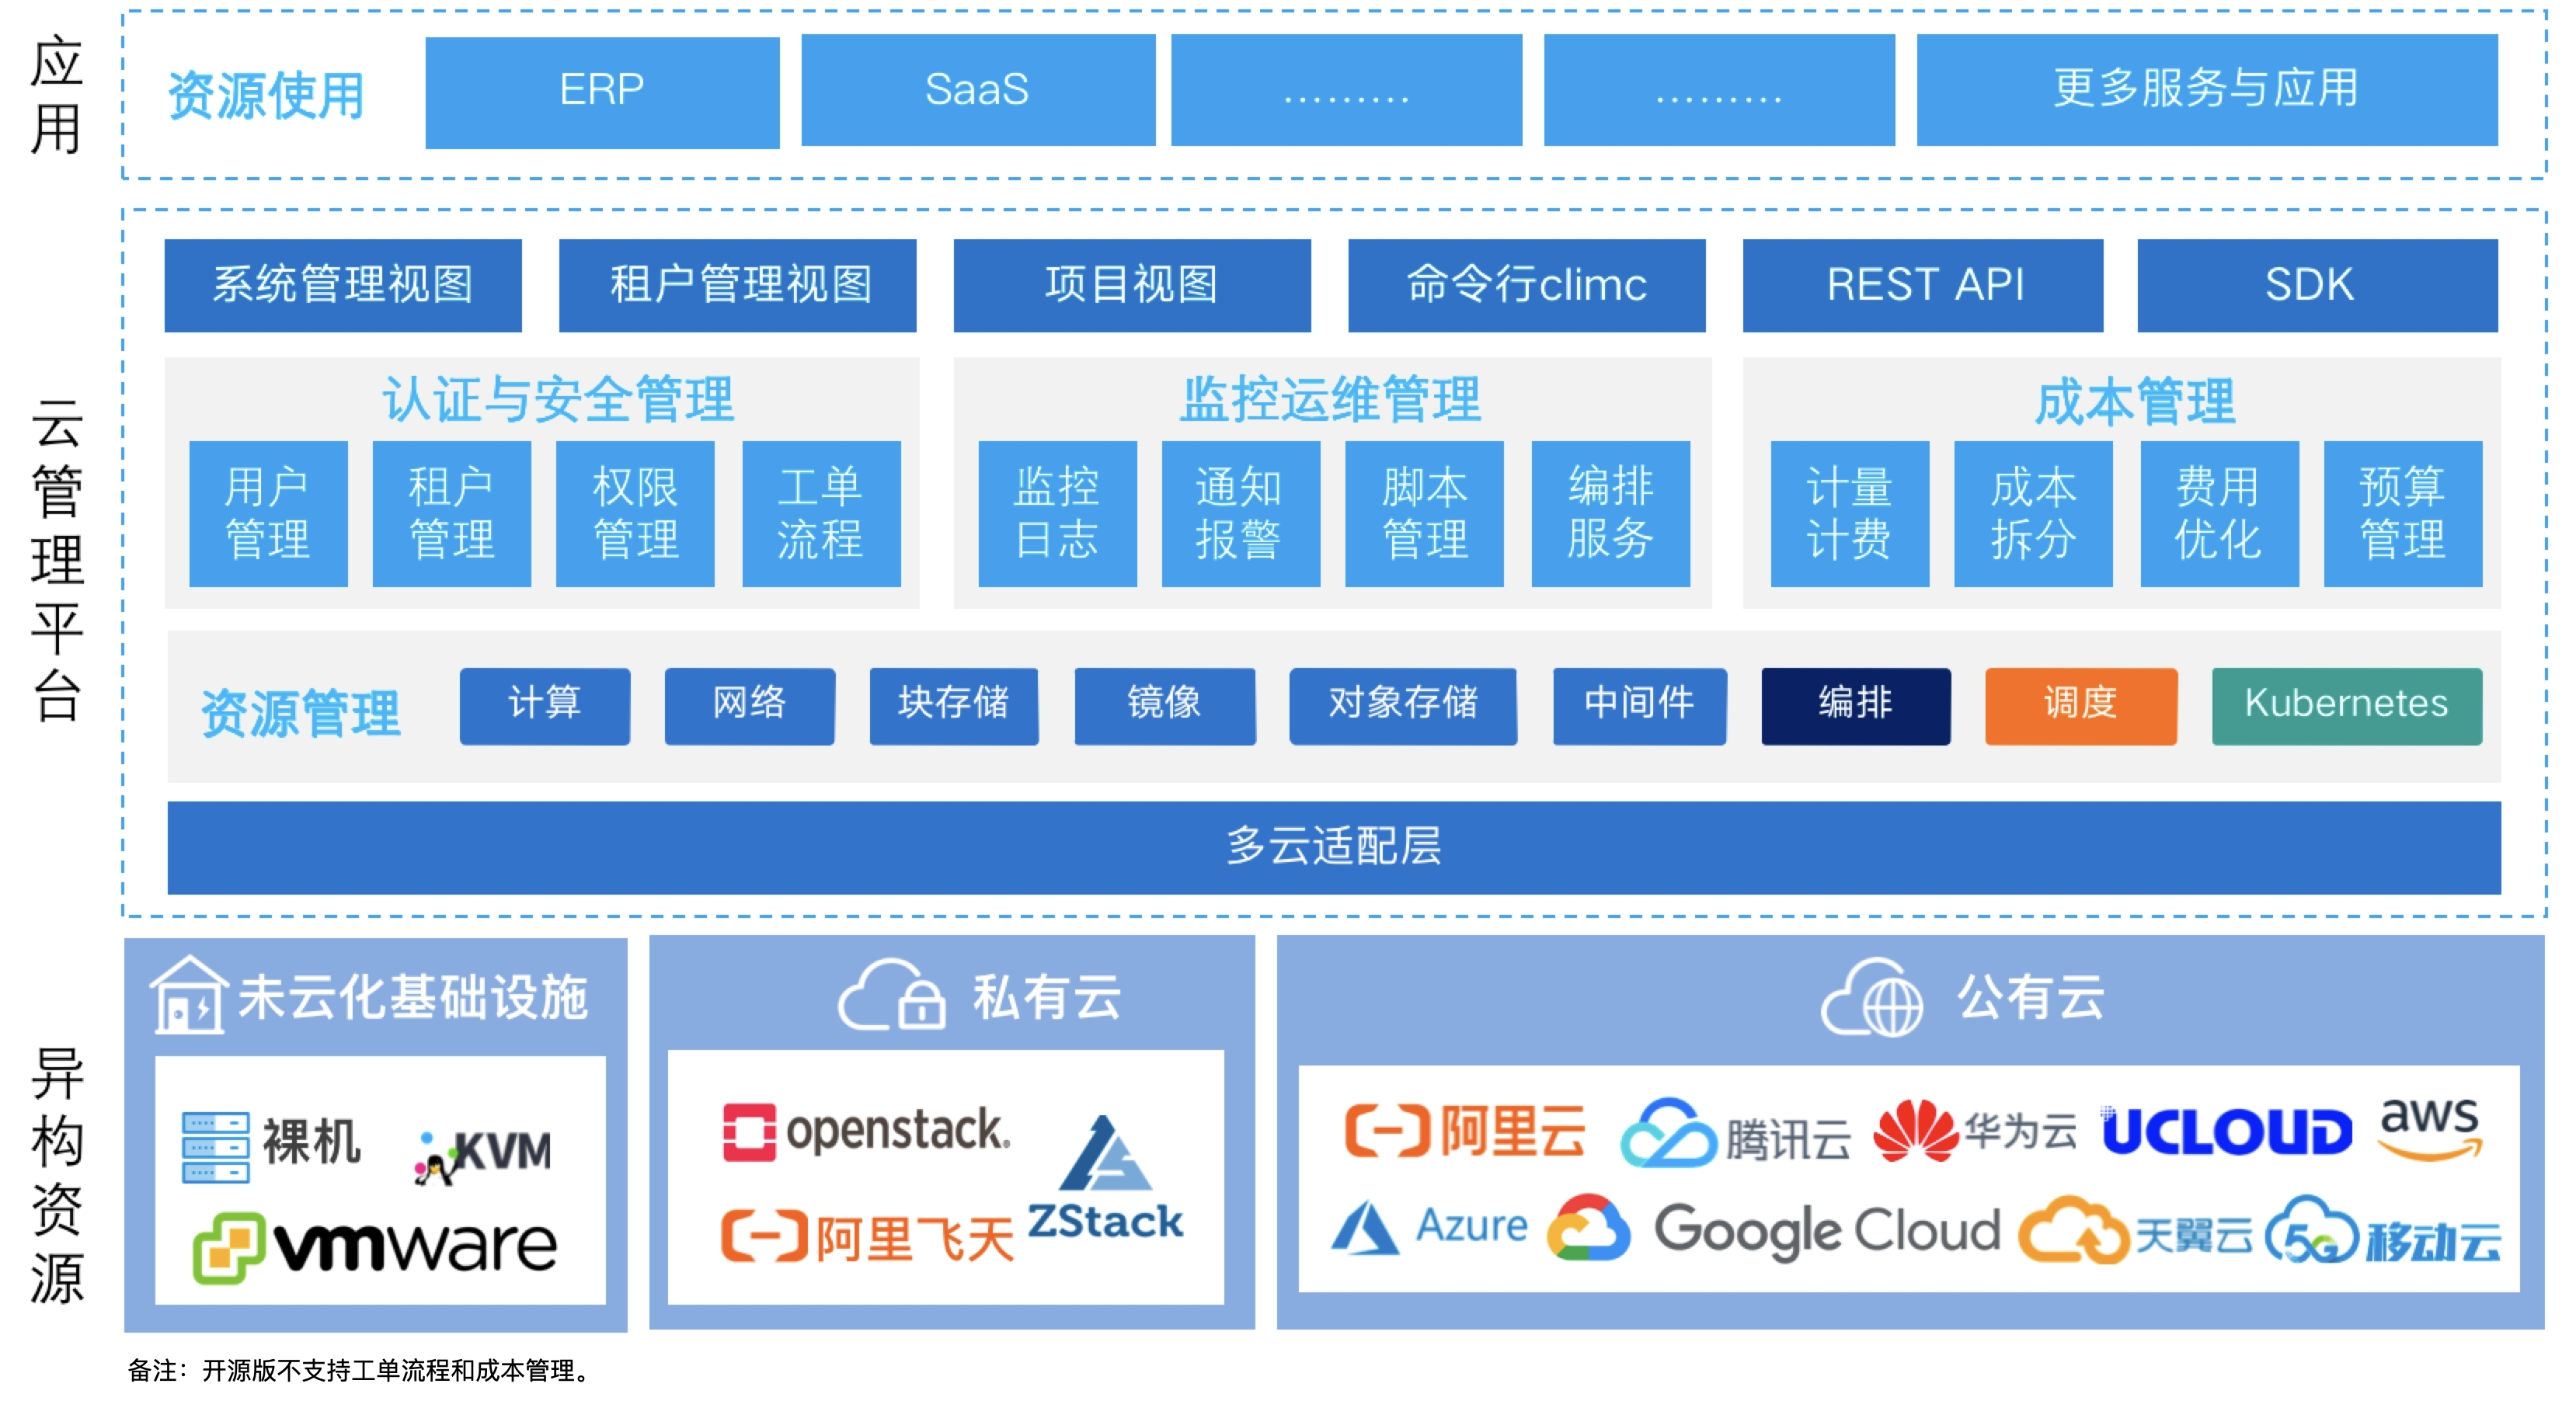 应用
资源使用
ERP
SaaS
.........
.........
更多服务与应用
云管理平台
系统管理视图
租户管理视图
项目视图
命令行climc
REST API
SDK
认证与安全管理
用户
管理
租户
管理
权限
管理
工单
流程
监控运维管理
监控
日志
通知
报警
脚本
管理
编排
服务
成本管理
计量
计费
成本
拆分
费用
优化
预算
管理
资源管理
计算
网络
块存储
镜像
对象存储
中间件
编排
调度
Kubernetes
多云适配层
异构资源
未云化基础设施
裸机
KVM
vmware
私有云
openstack.
阿里飞天
ZStack
公有云
阿里云
腾讯云
华为云
UCLOUD
aws
Azure
Google Cloud
天翼云
5G
移动云
备注：开源版不支持工单流程和成本管理。